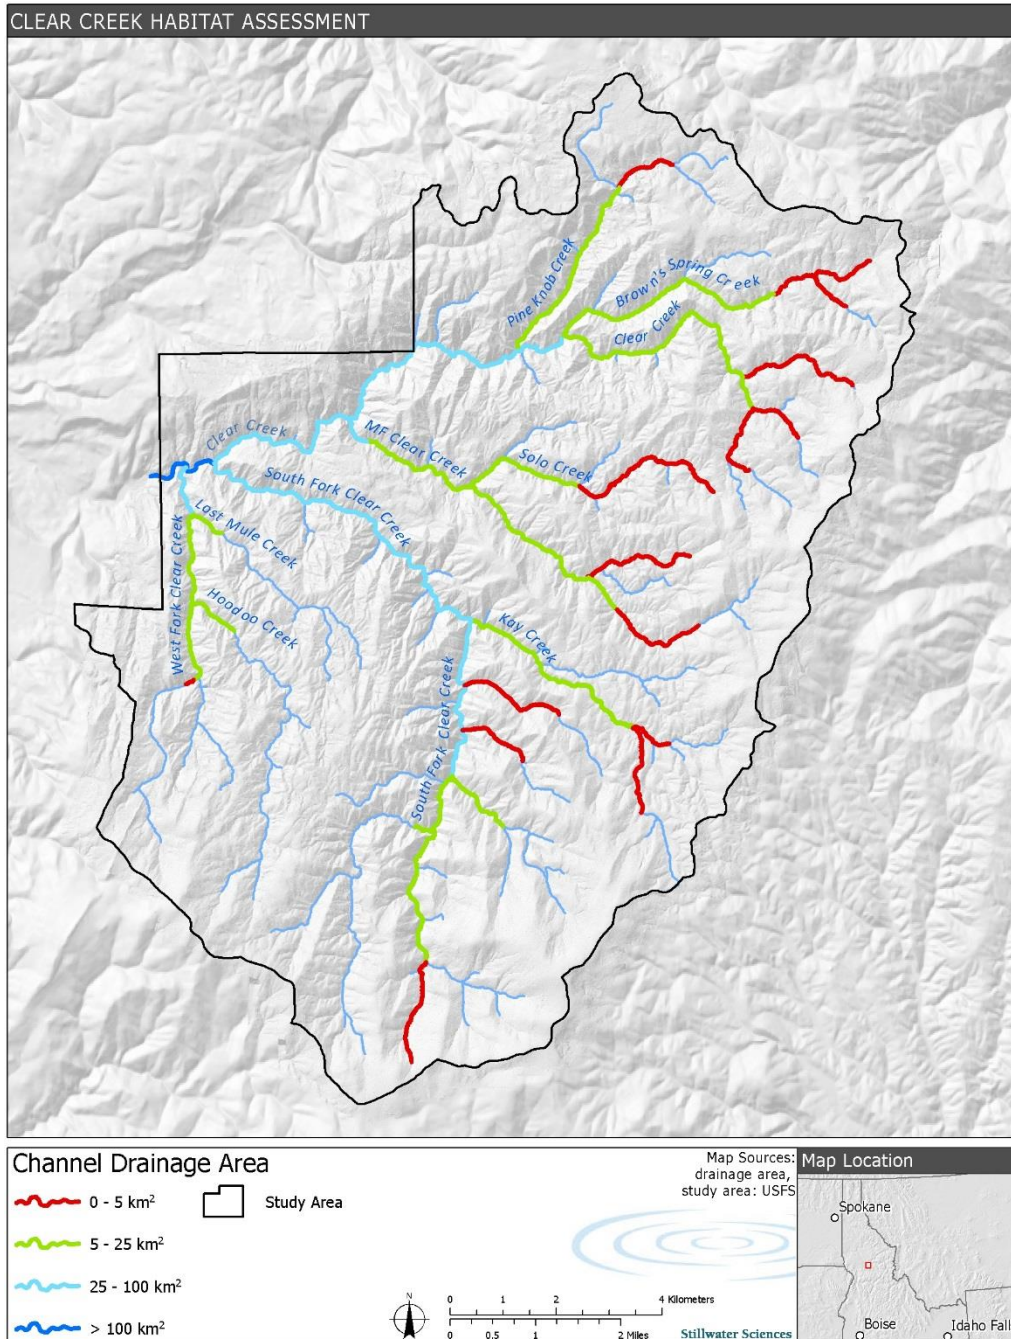 CLEAR CREEK HABITAT ASSESSMENT
Pine Knob Creek
Brown's Spring Creek
Clear Creek
Clear Creek
MF Clear Creek
Solo Creek
South Fork Clear Creek
Last Mule Creek
West Fork Clear Creek
Hoodoo Creek
Kay Creek
South Fork Clear Creek
Channel Drainage Area
0 - 5 km²
5 - 25 km²
25 - 100 km²
> 100 km²
Study Area
Map Sources:
drainage area,
study area: USFS
N
0 1 2 4 Kilometers
0 0.5 1 2 Miles
Stillwater Sciences
Map Location
Spokane
Boise
Idaho Falls